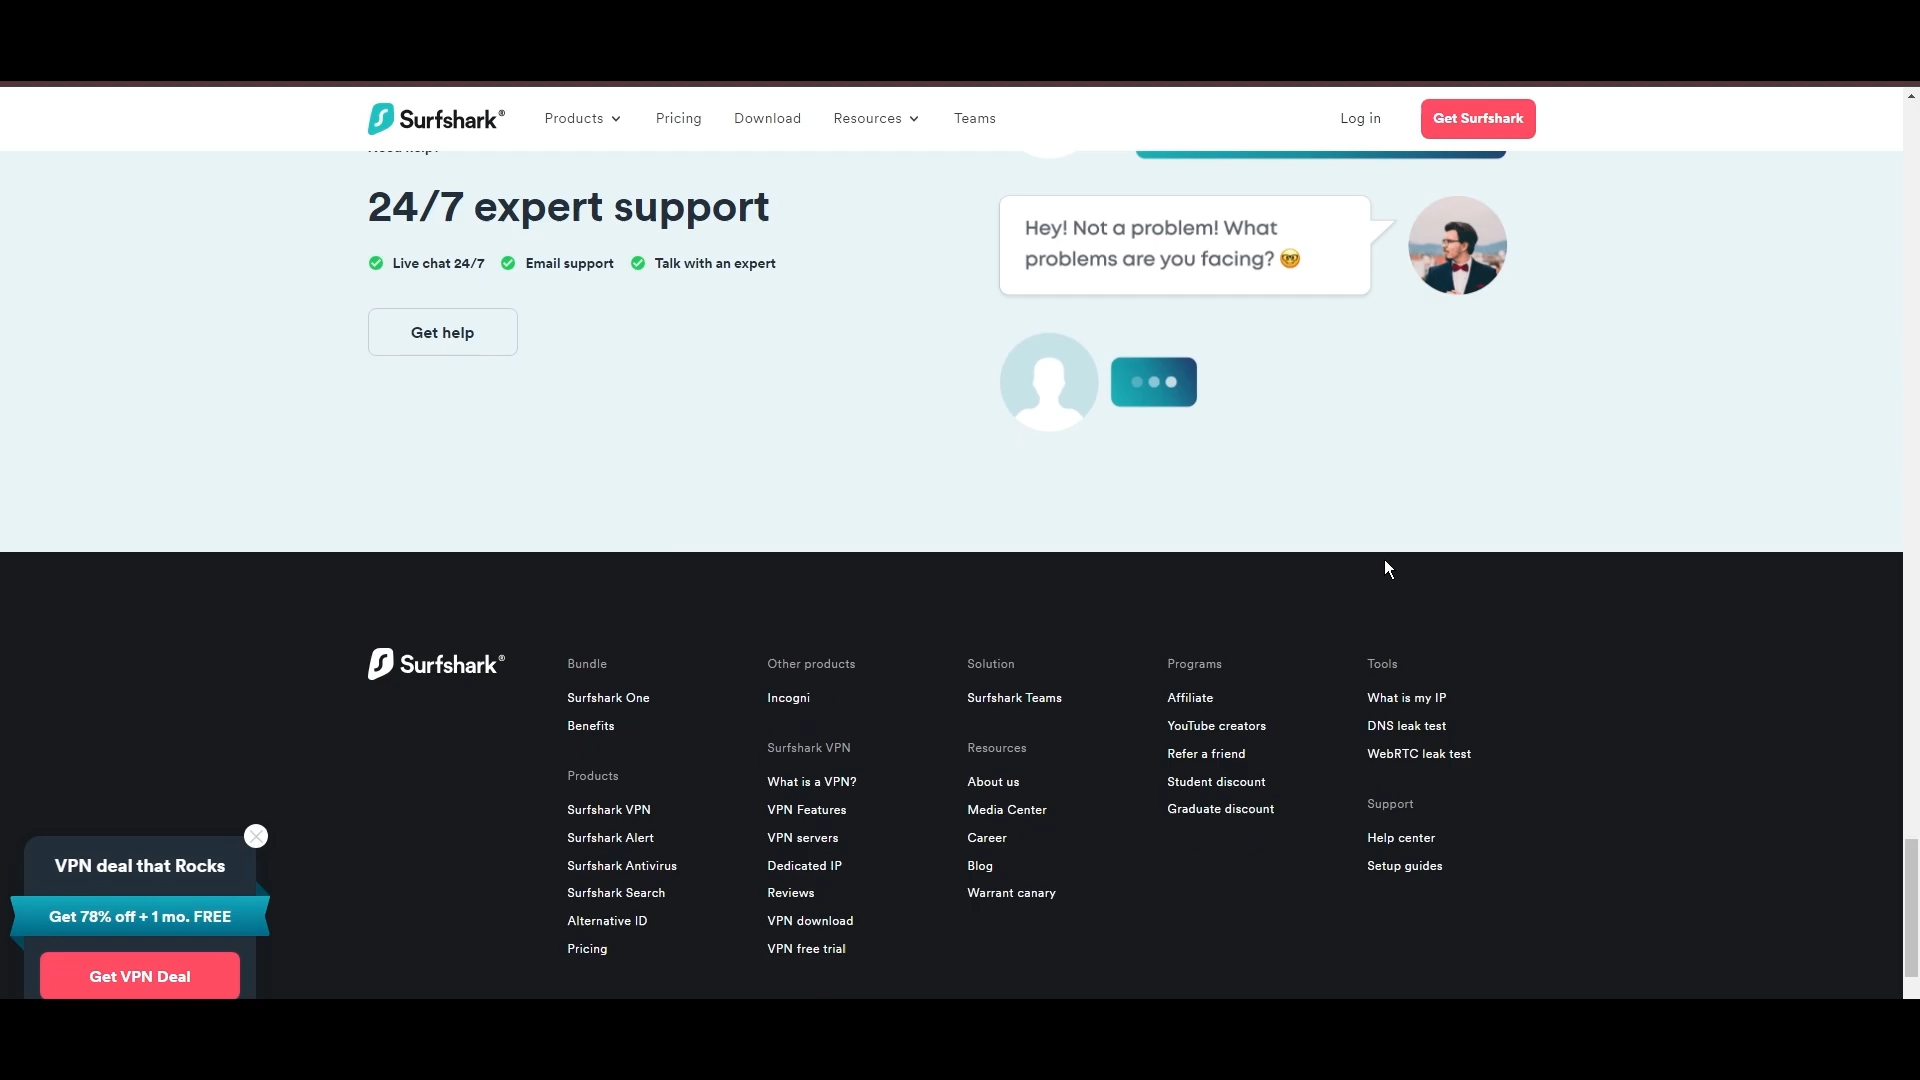 Surfshark®
Products
Pricing
Download
Resources
Teams
Log in
Get Surfshark
Need help?
24/7 expert support
Live chat 24/7
Email support
Talk with an expert
Get help
Hey! Not a problem! What
problems are you facing? 🤓
Surfshark®
Bundle
Surfshark One
Benefits
Products
Surfshark VPN
Surfshark Alert
Surfshark Antivirus
Surfshark Search
Alternative ID
Pricing
Other products
Incogni
Surfshark VPN
What is a VPN?
VPN Features
VPN servers
Dedicated IP
Reviews
VPN download
VPN free trial
Solution
Surfshark Teams
Resources
About us
Media Center
Career
Blog
Warrant canary
Programs
Affiliate
YouTube creators
Refer a friend
Student discount
Graduate discount
Tools
What is my IP
DNS leak test
WebRTC leak test
Support
Help center
Setup guides
VPN deal that Rocks
Get 78% off + 1 mo. FREE
Get VPN Deal